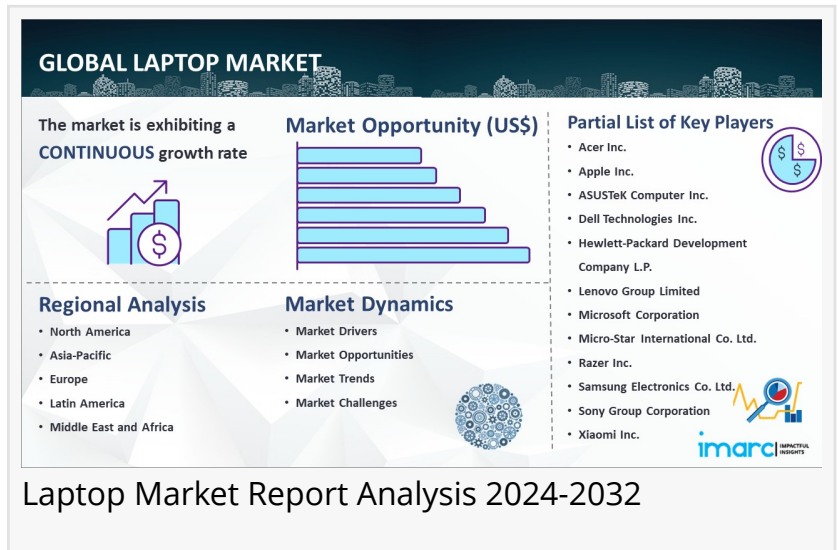 GLOBAL LAPTOP MARKET
The market is exhibiting a
CONTINUOUS growth rate
$
Market Opportunity (US$)
Partial List of Key Players
$ $
$
• Acer Inc.
• Apple Inc.
• ASUSTeK Computer Inc.
• Dell Technologies Inc.
• Hewlett-Packard Development
Company L.P.
• Lenovo Group Limited
• Microsoft Corporation
• Micro-Star International Co. Ltd.
• Razer Inc.
• Samsung Electronics Co. Ltd.
• Sony Group Corporation
• Xiaomi Inc.
Regional Analysis
• North America
• Asia-Pacific
• Europe
• Latin America
• Middle East and Africa
Market Dynamics
• Market Drivers
• Market Opportunities
• Market Trends
• Market Challenges
imarc
IMPACTFUL
INSIGHTS
Laptop Market Report Analysis 2024-2032